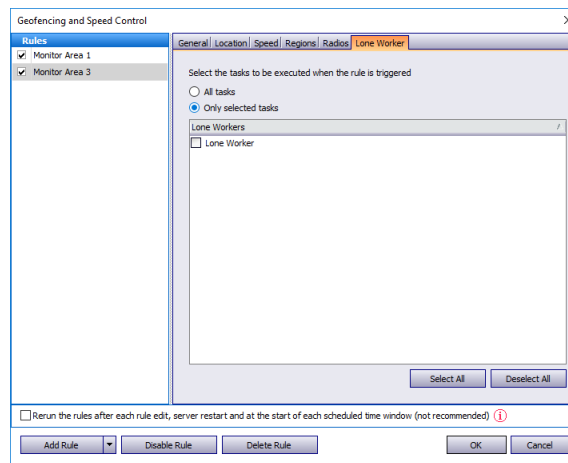 Geofencing and Speed Control
Rules
Monitor Area 1
Monitor Area 3
General Location Speed Regions Radios Lone Worker
Select the tasks to be executed when the rule is triggered
All tasks
Only selected tasks
Lone Workers /
Lone Worker
Select All Deselect All
Rerun the rules after each rule edit, server restart and at the start of each scheduled time window (not recommended) i
Add Rule Disable Rule Delete Rule OK Cancel